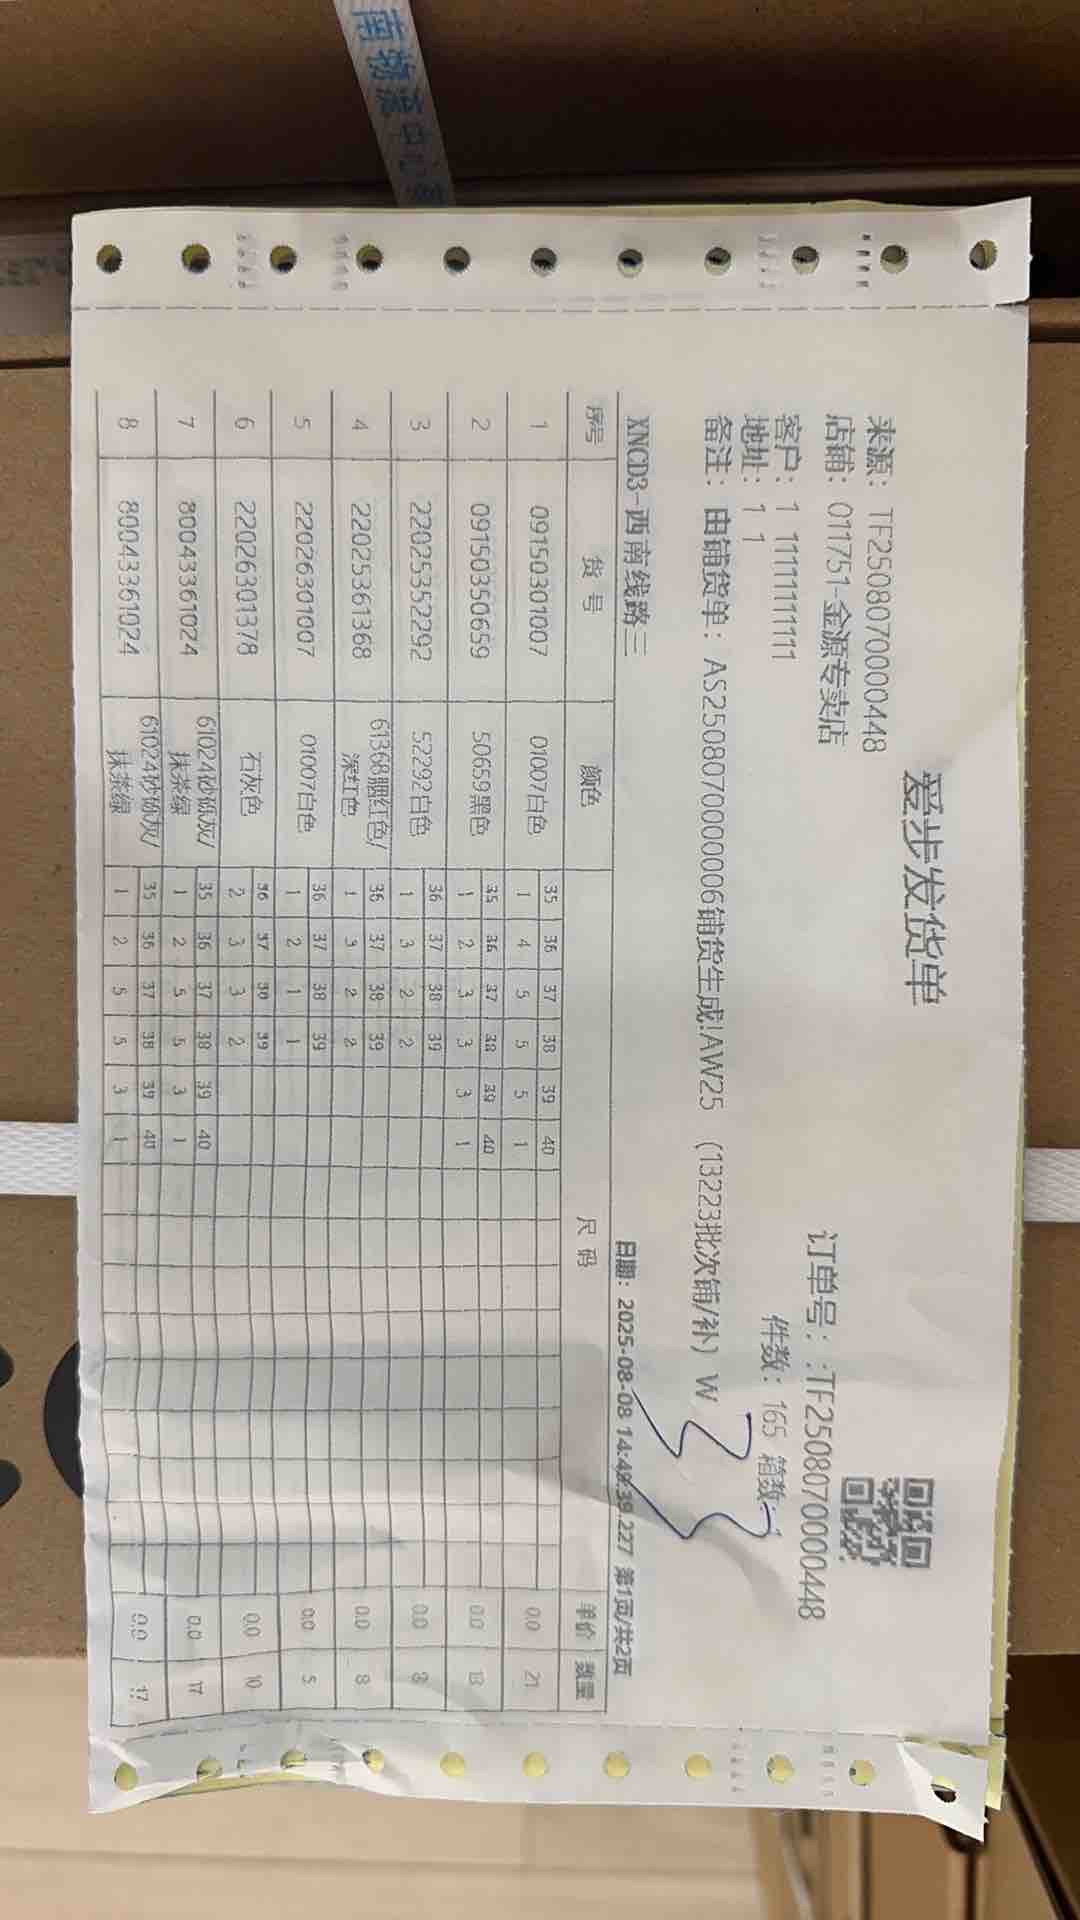 南物流中心
爱步发货单
来源：TF2508070000448
订单号：:TF2508070000448
店铺：011751-金源专卖店
客户：1 11111111111
件数：165 箱数:
地址：1 1
备注：由铺货单：AS2508070000006铺货生成!AW25 （13223批次铺/补）W
33
XNCD3-西南线路三
日期：2025-08-08 14:49:39.227 第1页/共2页
序号 货号 颜色 尺码 单价 数量
35 36 37 38 39 40
1 09150301007 01007白色 1 4 5 5 5 1 0.0 21
35 36 37 38 39 40
2 09150350659 50659黑色 1 2 3 3 3 1 0.0 13
36 37 38 39
3 22025352292 52292白色 1 3 2 2 0.0 8
36 37 38 39
4 22025361368 61368胭红色/深红色 1 3 2 2 0.0 8
36 37 38 39
5 22026301007 01007白色 1 2 1 1 0.0 5
36 37 38 39
6 22026301378 石灰色 2 3 3 2 0.0 10
35 36 37 38 39 40
7 80043361024 61024砂砾灰/抹茶绿 1 2 5 5 3 1 0.0 17
35 36 37 38 39 40
8 80043361024 61024砂砾灰/抹茶绿 1 2 5 5 3 1 0.0 17